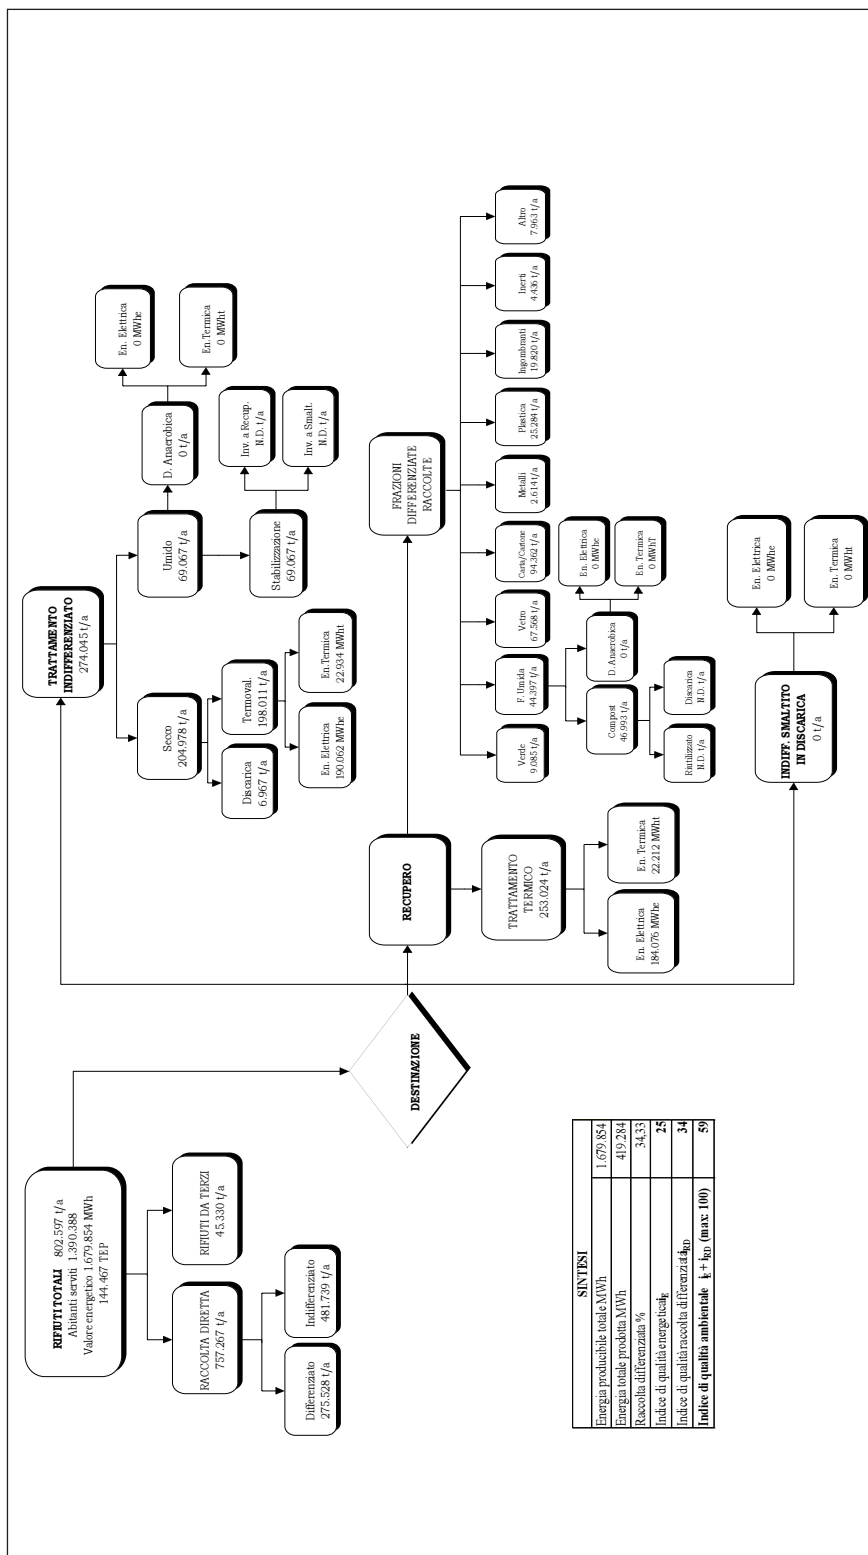 RIFIUTI TOTALI 802.597 t/a
Abitanti serviti 1.390.388
Valore energetico 1.679.854 MWh
144.467 TEP
RACCOLTA DIRETTA
757.267 t/a
RIFIUTI DA TERZI
45.330 t/a
Differenziato
275.528 t/a
Indifferenziato
481.739 t/a
DESTINAZIONE
TRATTAMENTO
INDIFFERENZIATO
274.045 t/a
Secco
204.978 t/a
Umido
69.067 t/a
Discarica
6.967 t/a
Termoval.
198.011 t/a
En. Elettrica
190.062 MWhe
En.Termica
22.934 MWht
D. Anaerobica
0 t/a
En. Elettrica
0 MWhe
En.Termica
0 MWht
Stabilizzazione
69.067 t/a
Inv. a Recup.
N.D. t/a
Inv. a Smalt.
N.D. t/a
RECUPERO
TRATTAMENTO
TERMICO
253.024 t/a
En. Elettrica
184.076 MWhe
En. Termica
22.212 MWht
FRAZIONI
DIFFERENZIATE
RACCOLTE
Verde
9.085 t/a
F. Umida
44.397 t/a
Vetro
67.568 t/a
Carta/Cartone
94.362 t/a
Metalli
2.614 t/a
Plastica
25.284 t/a
Ingombranti
19.820 t/a
Inerti
4.436 t/a
Altro
7.963 t/a
Compost
46.993 t/a
D. Anaerobica
0 t/a
Riutilizzato
N.D. t/a
Discarica
N.D. t/a
En. Elettrica
0 MWhe
En. Termica
0 MWhT
INDIFF. SMALTITO
IN DISCARICA
0 t/a
En. Elettrica
0 MWhe
En. Termica
0 MWht
SINTESI
Energia producibile totale MWh 1.679.854
Energia totale prodotta MWh 419.284
Raccolta differenziata % 34,33
Indice di qualità energetica iE 25
Indice di qualità raccolta differenziata iRD 34
Indice di qualità ambientale iE + iRD (max: 100) 59